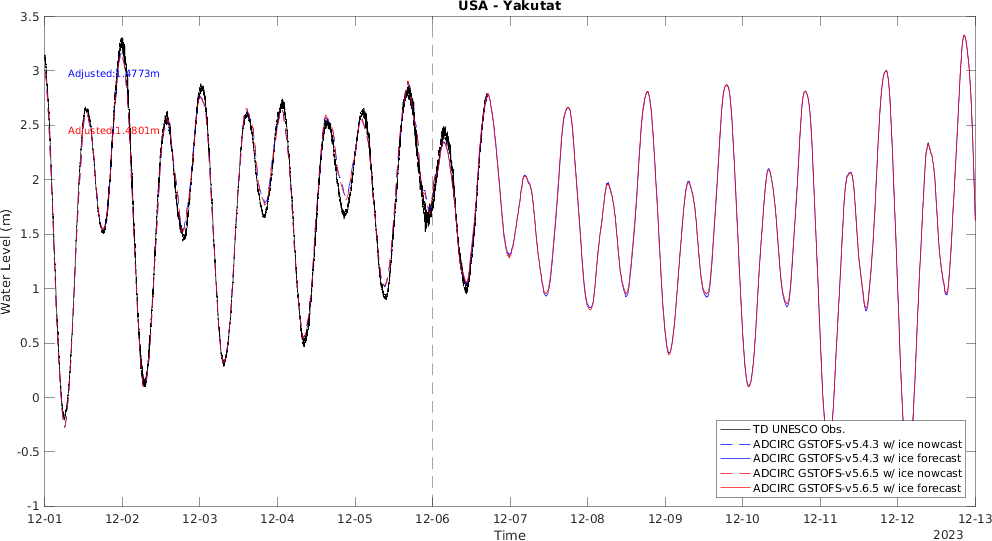 USA - Yakutat
3.5
3
2.5
2
1.5
1
0.5
0
-0.5
-1
Water Level (m)
Adjusted:1.4773m
Adjusted:1.4801m
TD UNESCO Obs.
ADCIRC GSTOFS-v5.4.3 w/ ice nowcast
ADCIRC GSTOFS-v5.4.3 w/ ice forecast
ADCIRC GSTOFS-v5.6.5 w/ ice nowcast
ADCIRC GSTOFS-v5.6.5 w/ ice forecast
12-01 12-02 12-03 12-04 12-05 12-06 12-07 12-08 12-09 12-10 12-11 12-12 12-13
Time
2023